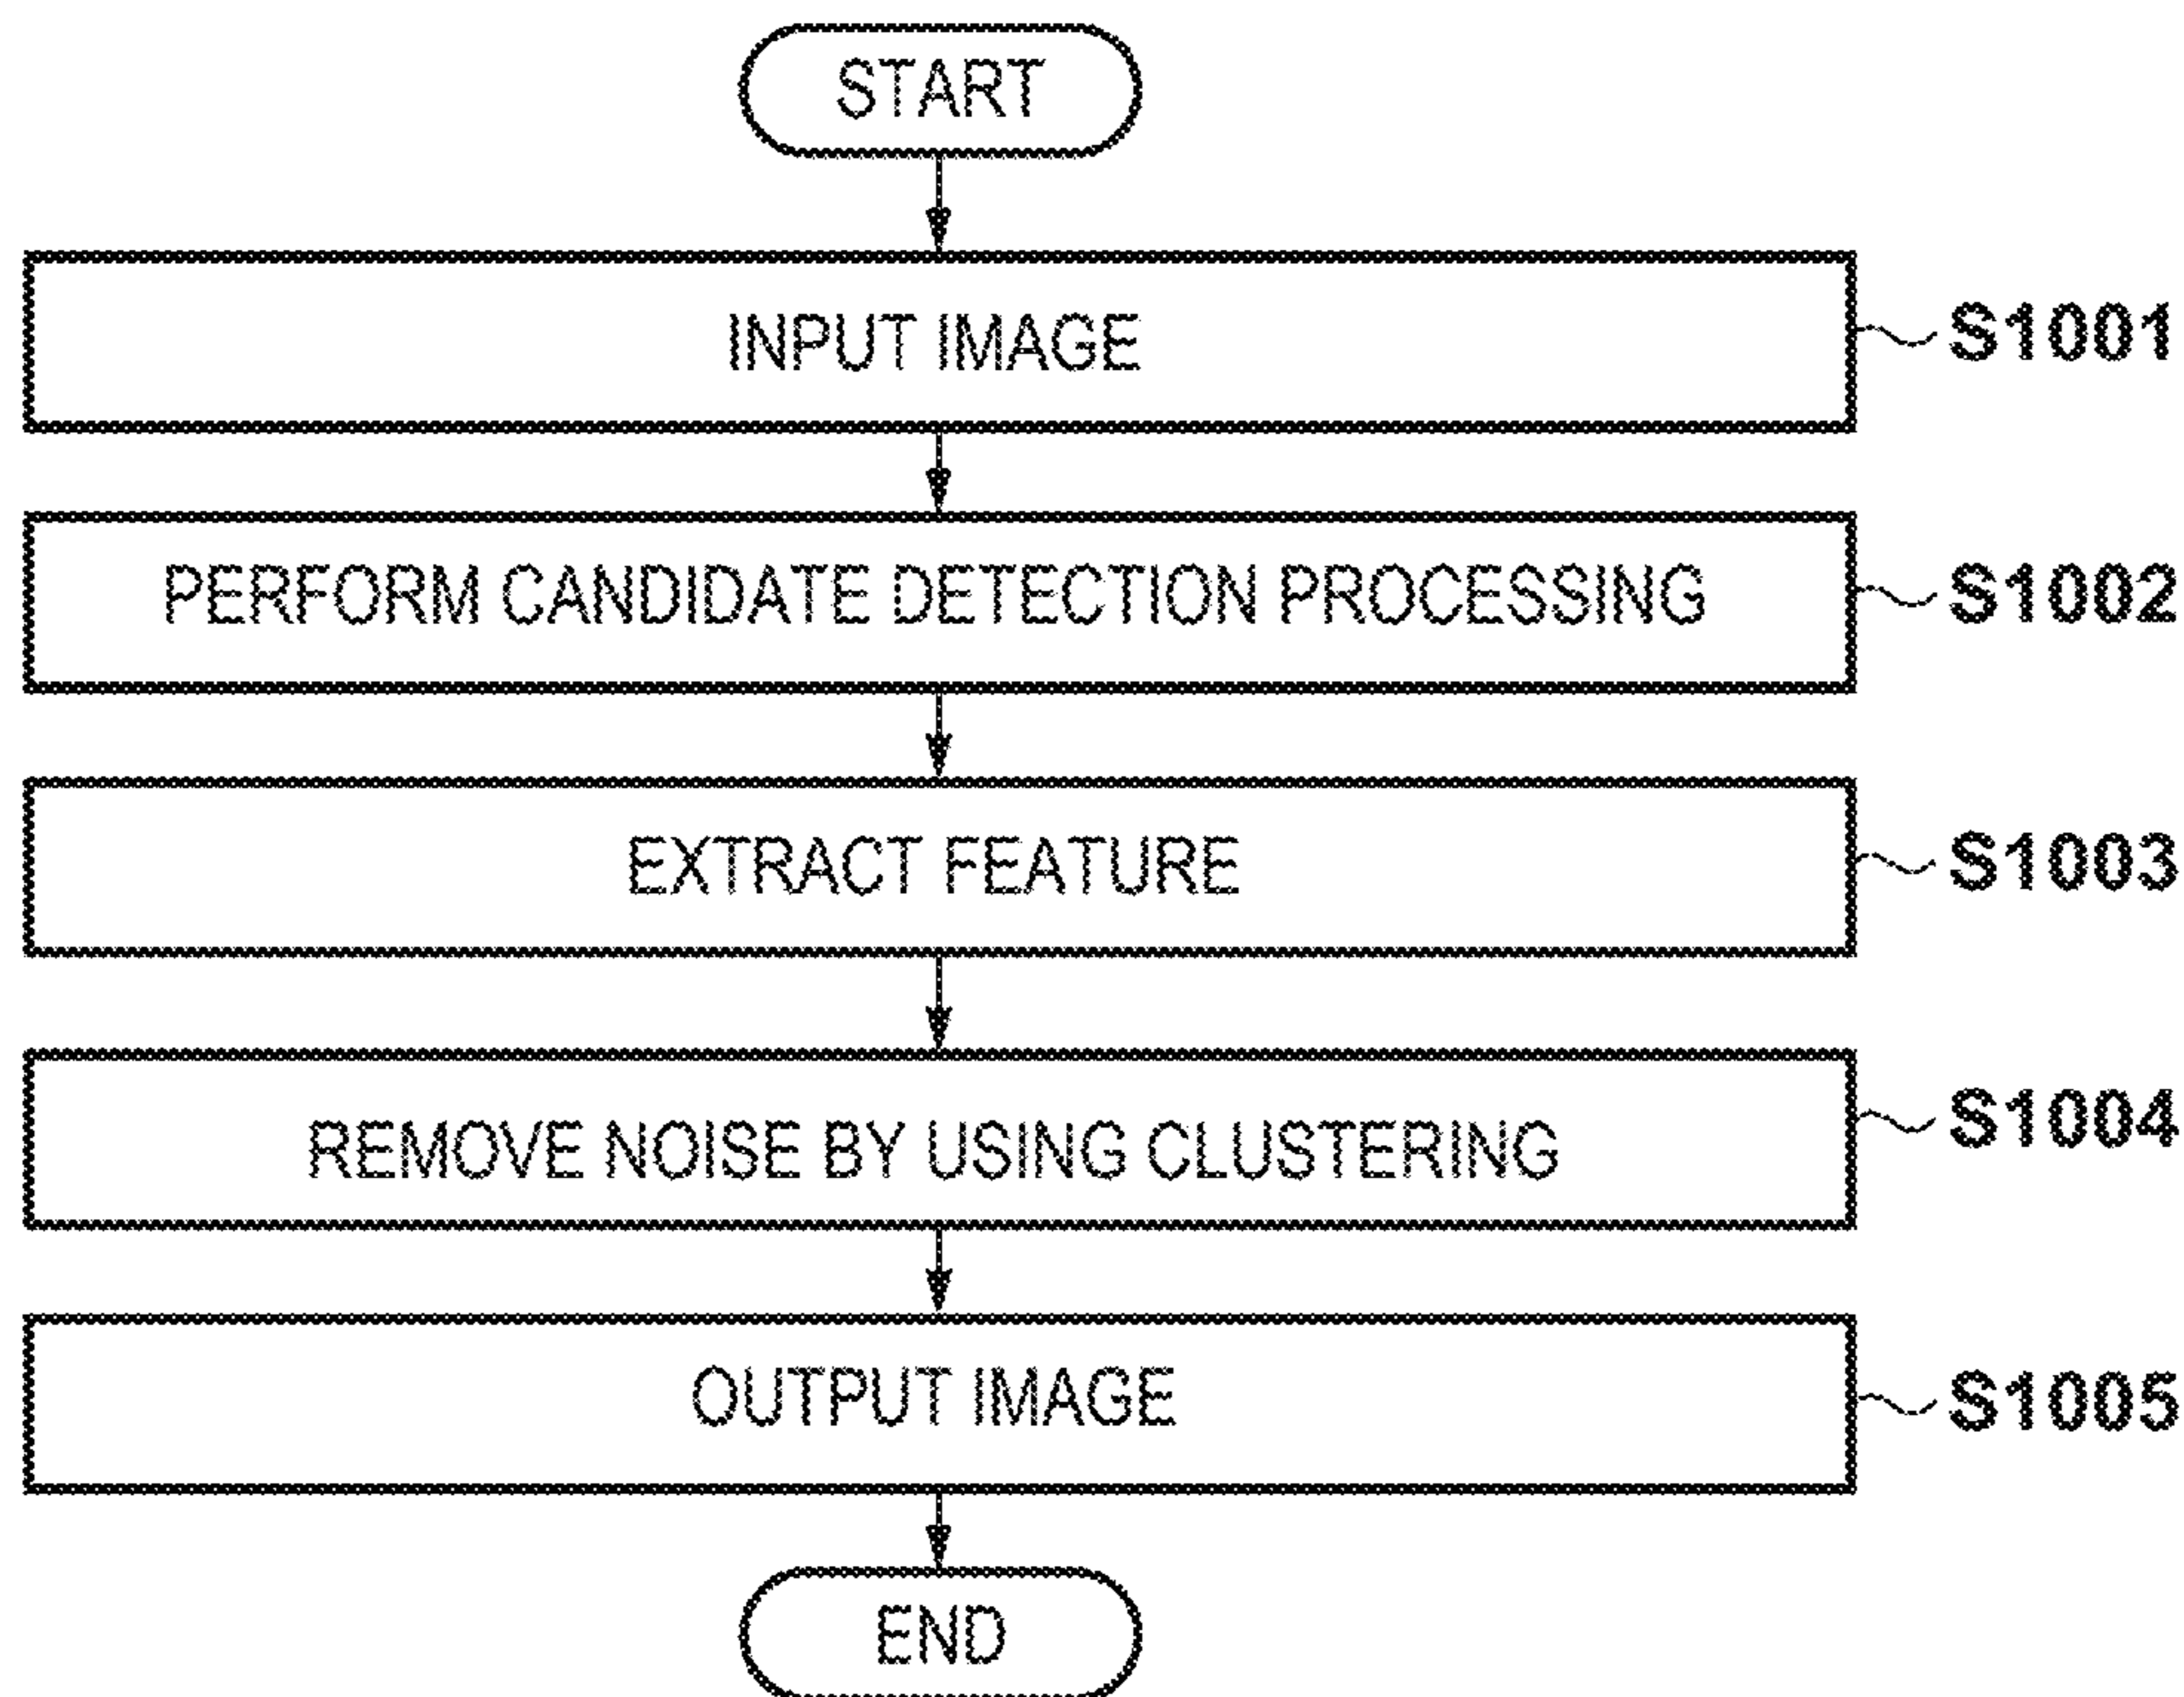 START
INPUT IMAGE
S1001
PERFORM CANDIDATE DETECTION PROCESSING
S1002
EXTRACT FEATURE
S1003
REMOVE NOISE BY USING CLUSTERING
S1004
OUTPUT IMAGE
S1005
END